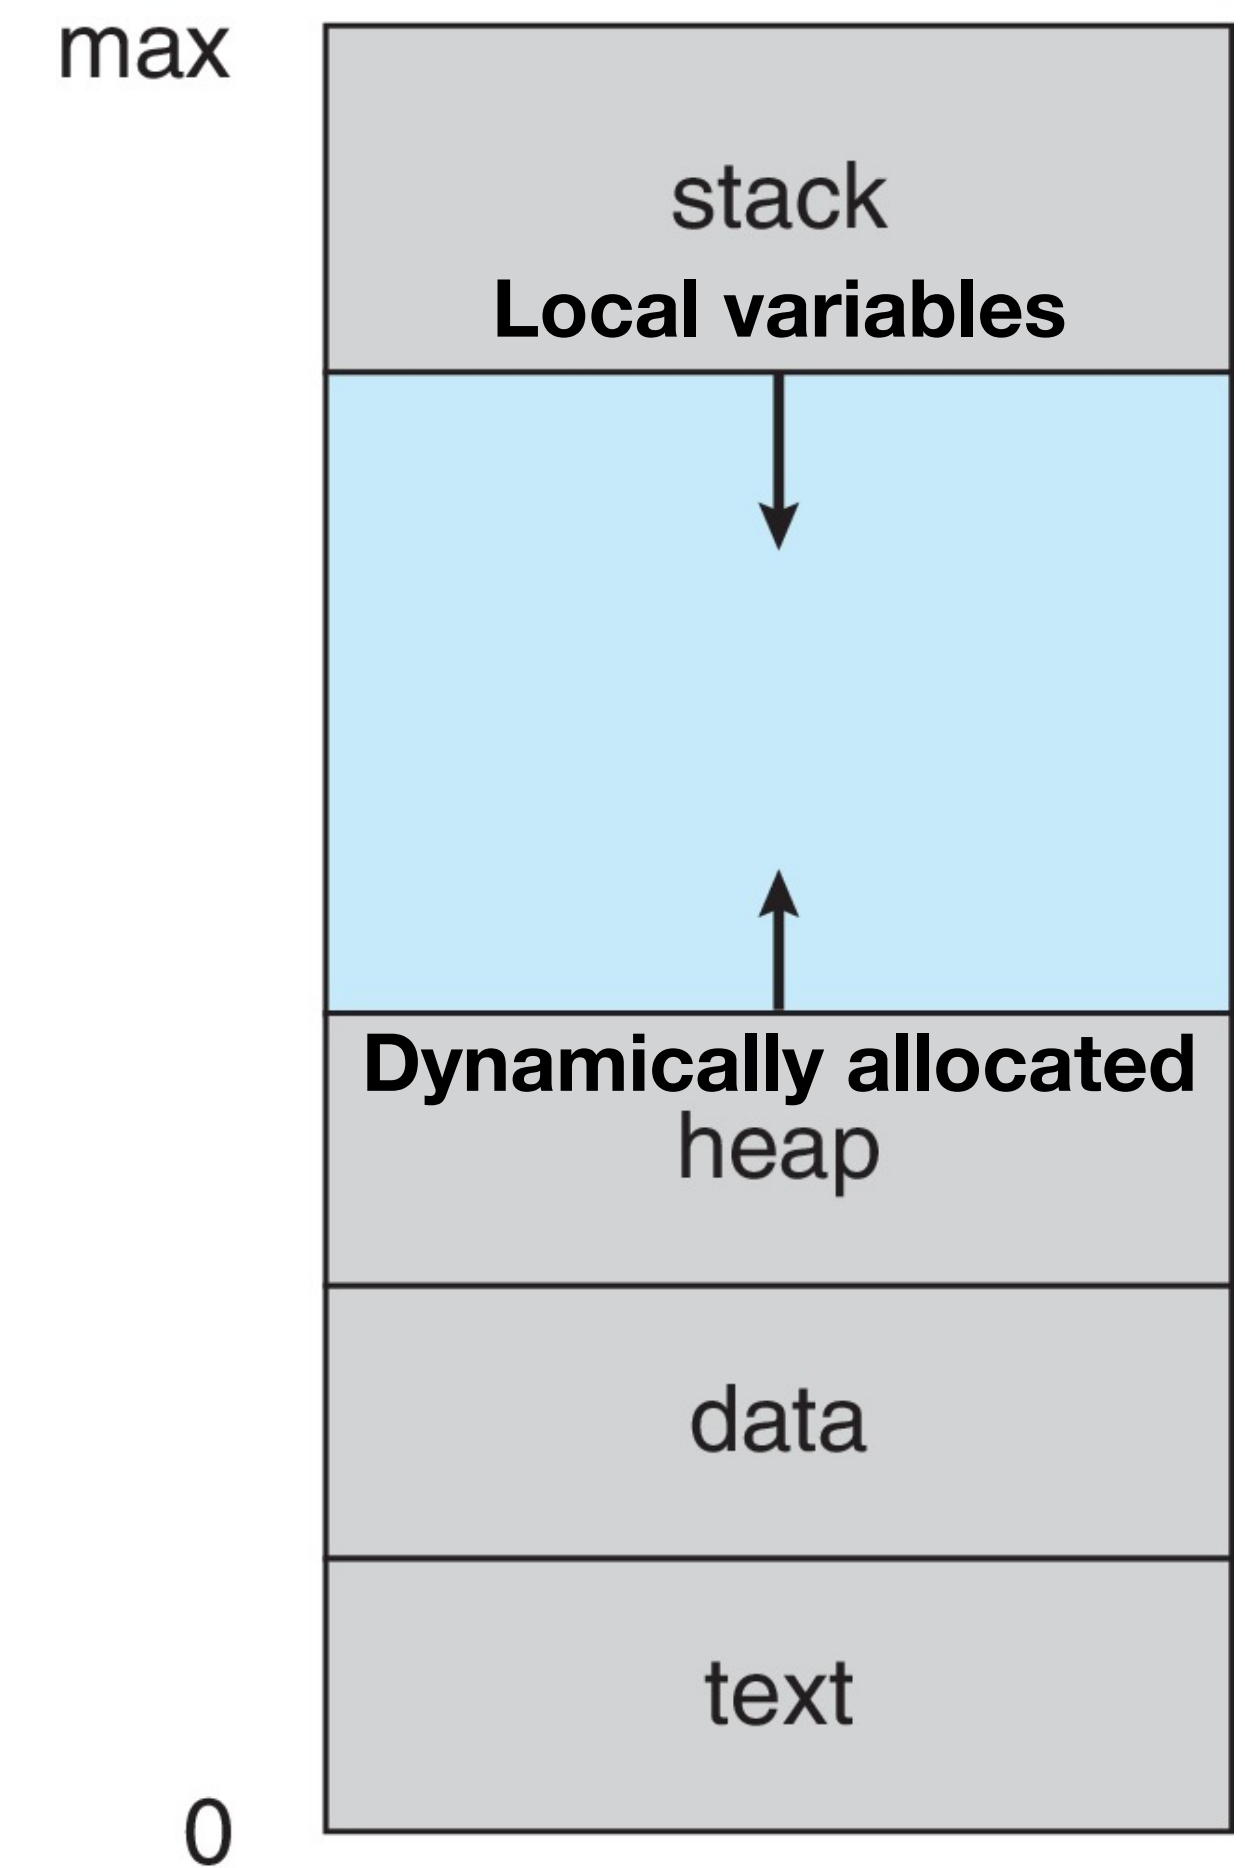 max
stack
Local variables
Dynamically allocated
heap
data
text
0